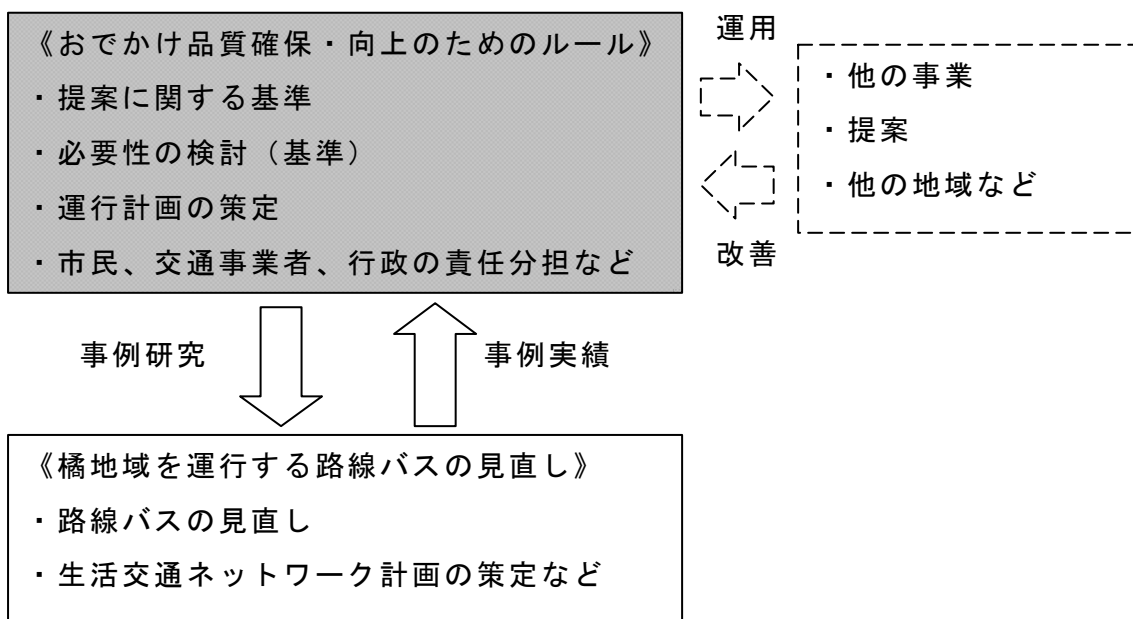 《おでかけ品質確保・向上のためのルール》
・提案に関する基準
・必要性の検討（基準）
・運行計画の策定
・市民、交通事業者、行政の責任分担など
運用
・他の事業
・提案
・他の地域など
改善
事例研究
事例実績
《橘地域を運行する路線バスの見直し》
・路線バスの見直し
・生活交通ネットワーク計画の策定など